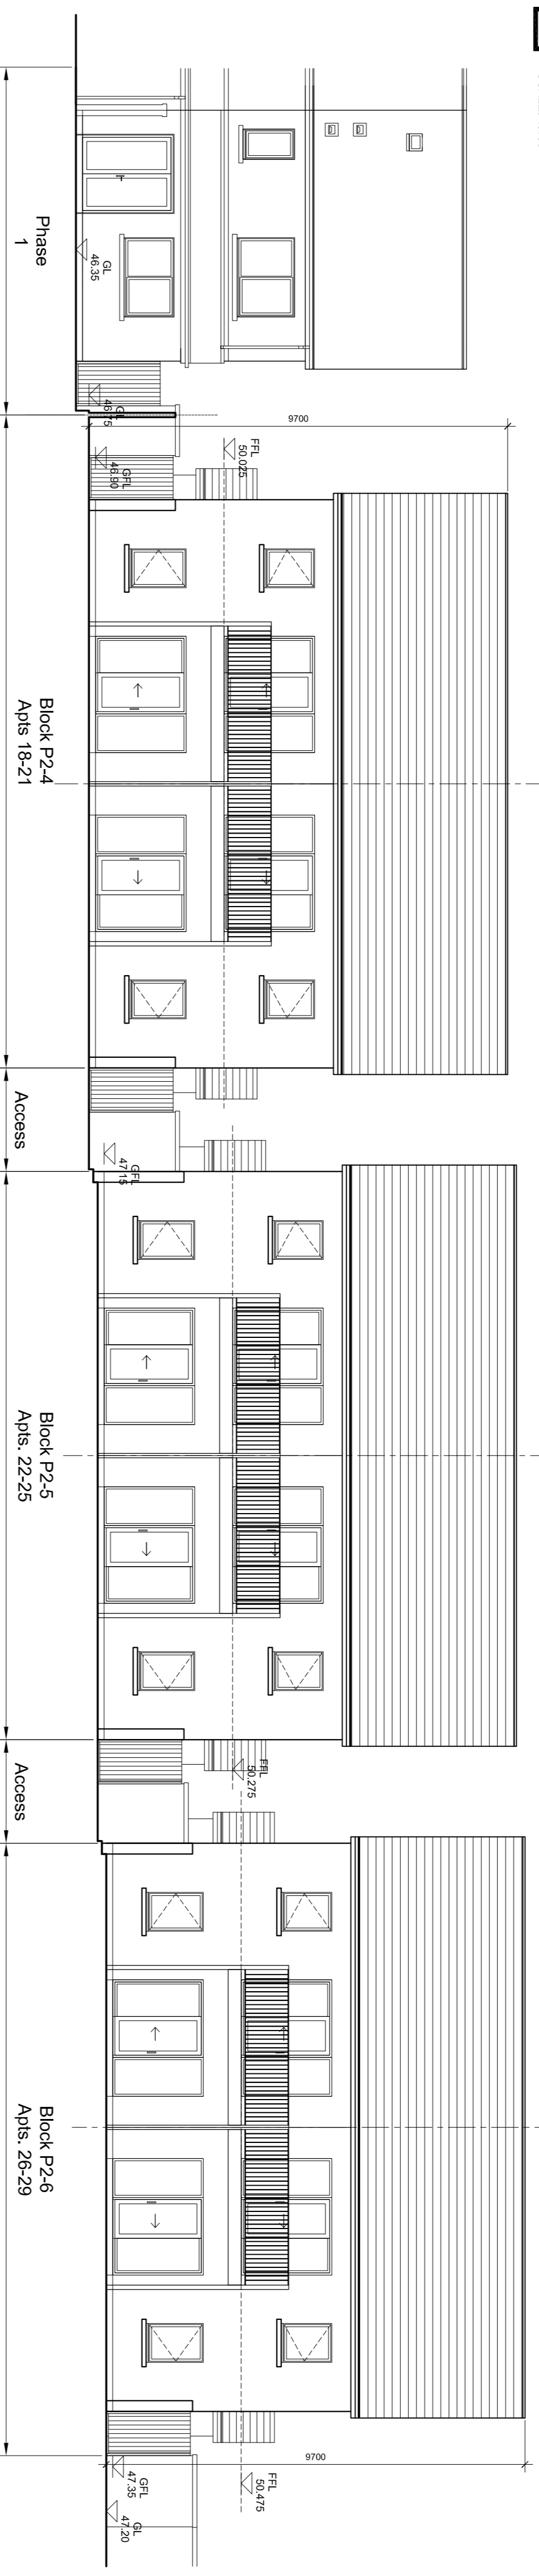 Phase
1
GL
46.35
GL
46.75
GFL
46.90
9700
FFL
50.025
Block P2-4
Apts 18-21
Access
GFL
47.15
Block P2-5
Apts. 22-25
FFL
50.275
Access
Block P2-6
Apts. 26-29
9700
FFL
50.475
GFL
47.35
GL
47.20